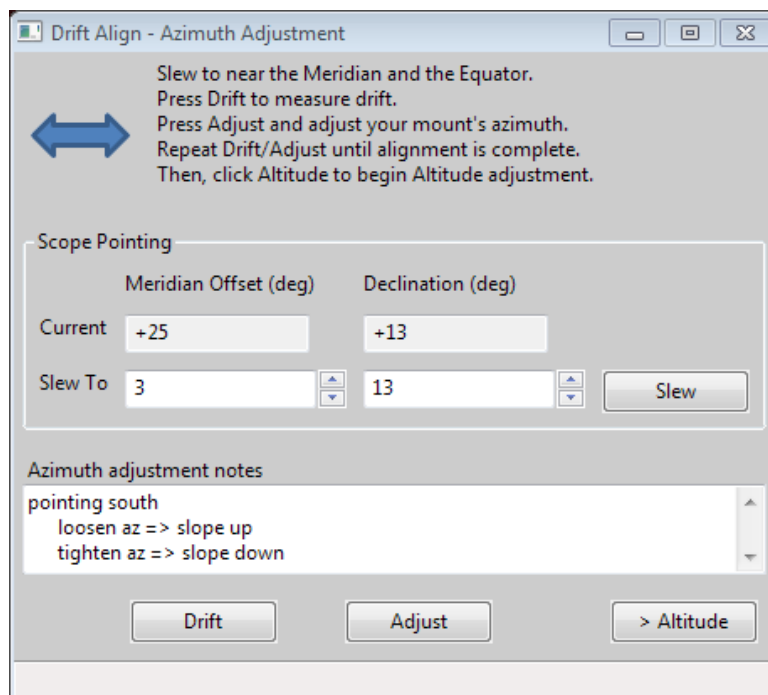 Drift Align - Azimuth Adjustment
Slew to near the Meridian and the Equator.
Press Drift to measure drift.
Press Adjust and adjust your mount's azimuth.
Repeat Drift/Adjust until alignment is complete.
Then, click Altitude to begin Altitude adjustment.
Scope Pointing
Meridian Offset (deg) Declination (deg)
Current +25 +13
Slew To 3 13 Slew
Azimuth adjustment notes
pointing south
loosen az => slope up
tighten az => slope down
Drift Adjust > Altitude